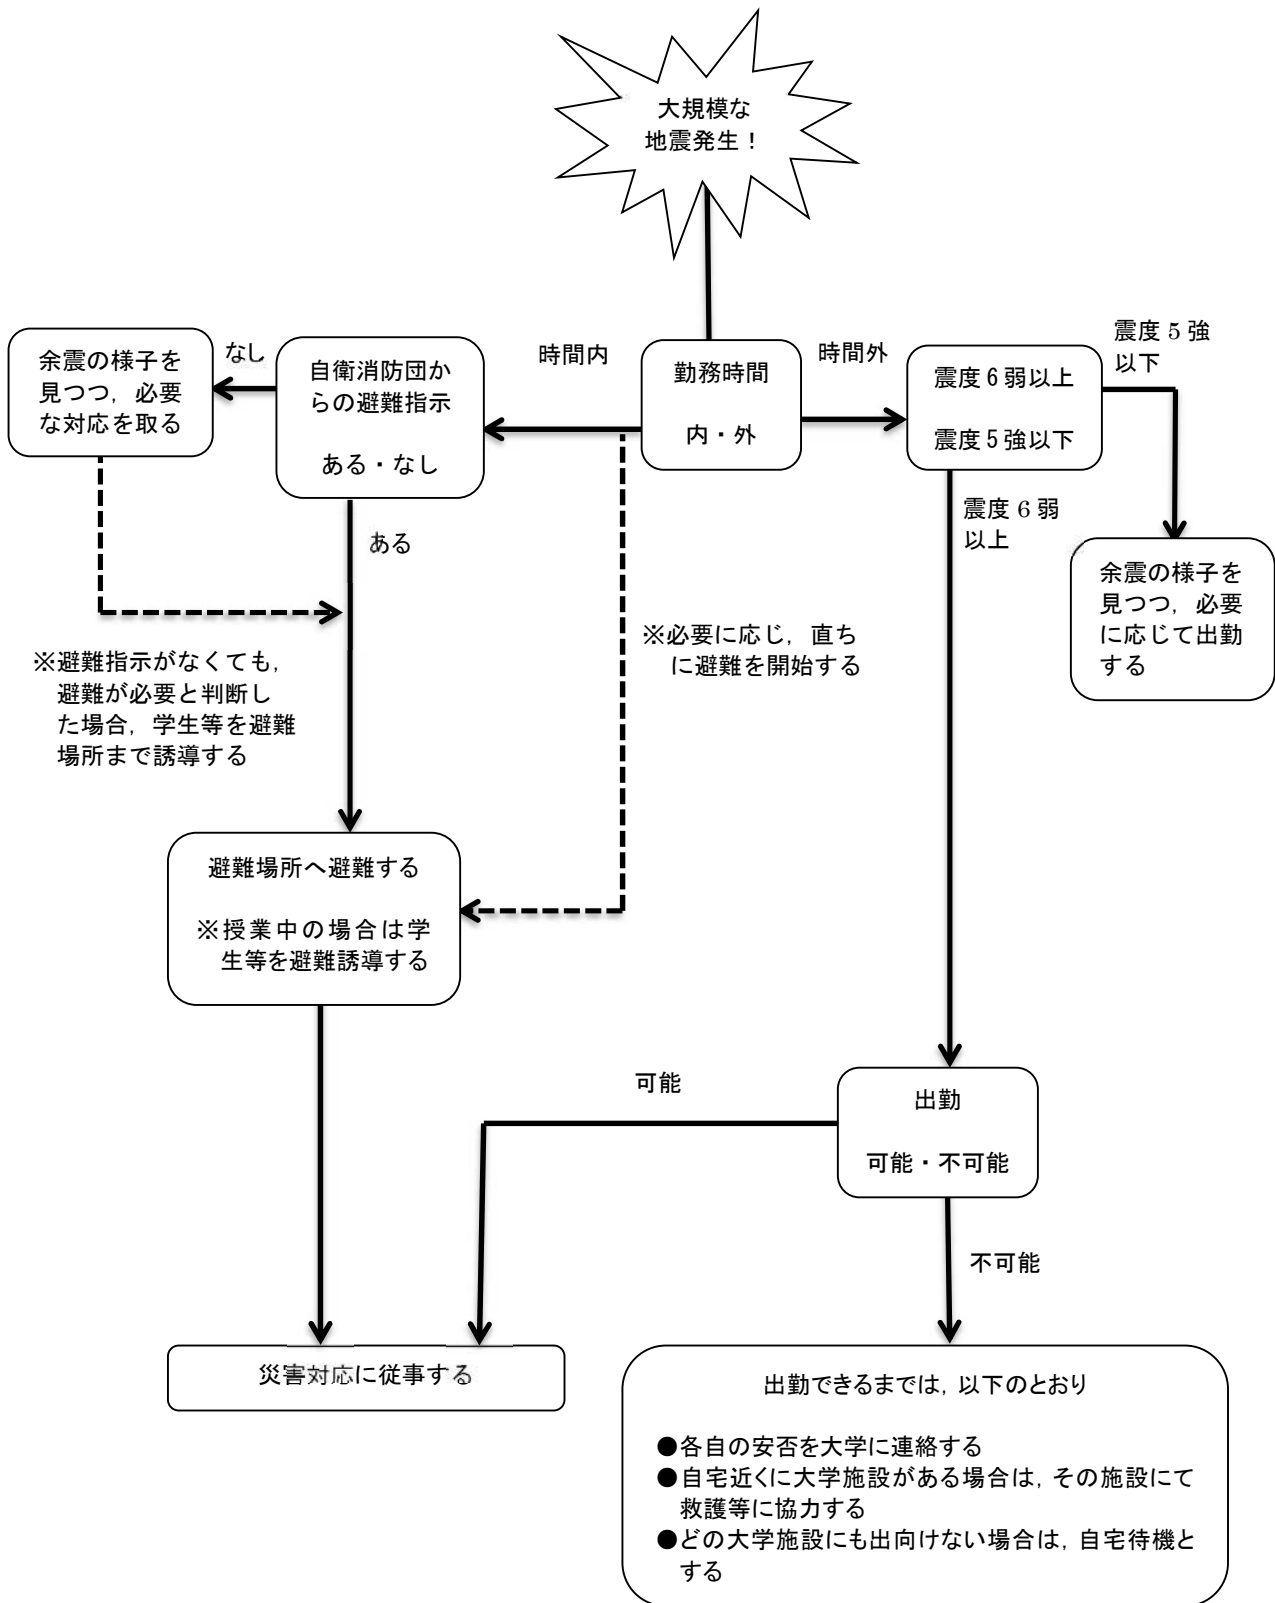 大規模な
地震発生！
時間内
勤務時間
内・外
時間外
震度６弱以上
震度５強以下
震度５強
以下
なし
余震の様子を
見つつ，必要
な対応を取る
自衛消防団か
らの避難指示
ある・なし
ある
震度６弱
以上
余震の様子を
見つつ，必要
に応じて出勤
する
※必要に応じ，直ち
に避難を開始する
※避難指示がなくても，
避難が必要と判断し
た場合，学生等を避難
場所まで誘導する
避難場所へ避難する
※授業中の場合は学
生等を避難誘導する
可能
出勤
可能・不可能
不可能
災害対応に従事する
出勤できるまでは，以下のとおり
●各自の安否を大学に連絡する
●自宅近くに大学施設がある場合は，その施設にて
救護等に協力する
●どの大学施設にも出向けない場合は，自宅待機と
する